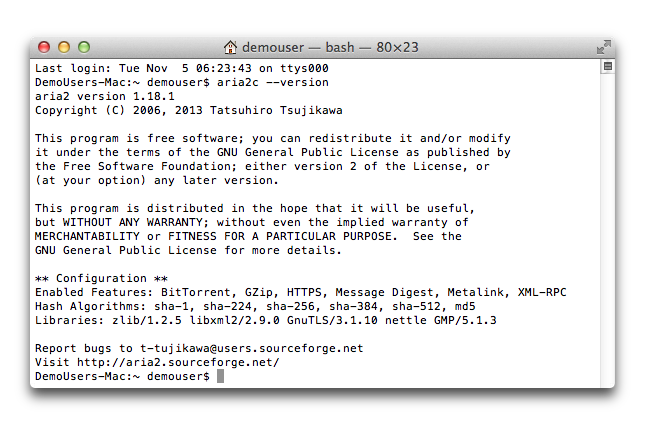 demouser — bash — 80×23
Last login: Tue Nov  5 06:23:43 on ttys000
DemoUsers-Mac:~ demouser$ aria2c --version
aria2 version 1.18.1
Copyright (C) 2006, 2013 Tatsuhiro Tsujikawa

This program is free software; you can redistribute it and/or modify
it under the terms of the GNU General Public License as published by
the Free Software Foundation; either version 2 of the License, or
(at your option) any later version.

This program is distributed in the hope that it will be useful,
but WITHOUT ANY WARRANTY; without even the implied warranty of
MERCHANTABILITY or FITNESS FOR A PARTICULAR PURPOSE.  See the
GNU General Public License for more details.

** Configuration **
Enabled Features: BitTorrent, GZip, HTTPS, Message Digest, Metalink, XML-RPC
Hash Algorithms: sha-1, sha-224, sha-256, sha-384, sha-512, md5
Libraries: zlib/1.2.5 libxml2/2.9.0 GnuTLS/3.1.10 nettle GMP/5.1.3

Report bugs to t-tujikawa@users.sourceforge.net
Visit http://aria2.sourceforge.net/
DemoUsers-Mac:~ demouser$